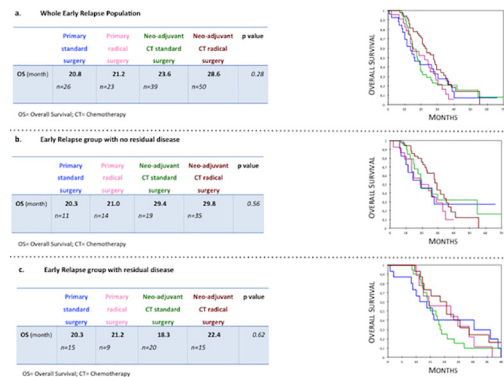 a. Whole Early Relapse Population
Primary standard surgery Primary radical surgery Neo-adjuvant CT standard surgery Neo-adjuvant CT radical surgery p value
OS (month) 20.8 21.2 23.6 28.6 0.28
n=26 n=23 n=39 n=50
OS= Overall Survival; CT= Chemotherapy
OVERALL SURVIVAL
MONTHS
b. Early Relapse group with no residual disease
Primary standard surgery Primary radical surgery Neo-adjuvant CT standard surgery Neo-adjuvant CT radical surgery p value
OS (month) 20.3 21.0 29.4 29.8 0.56
n=11 n=14 n=19 n=35
OS= Overall Survival; CT= Chemotherapy
OVERALL SURVIVAL
MONTHS
c. Early Relapse group with residual disease
Primary standard surgery Primary radical surgery Neo-adjuvant CT standard surgery Neo-adjuvant CT radical surgery p value
OS (month) 20.3 21.2 18.3 22.4 0.62
n=15 n=9 n=20 n=15
OS= Overall Survival; CT= Chemotherapy
OVERALL SURVIVAL
MONTHS